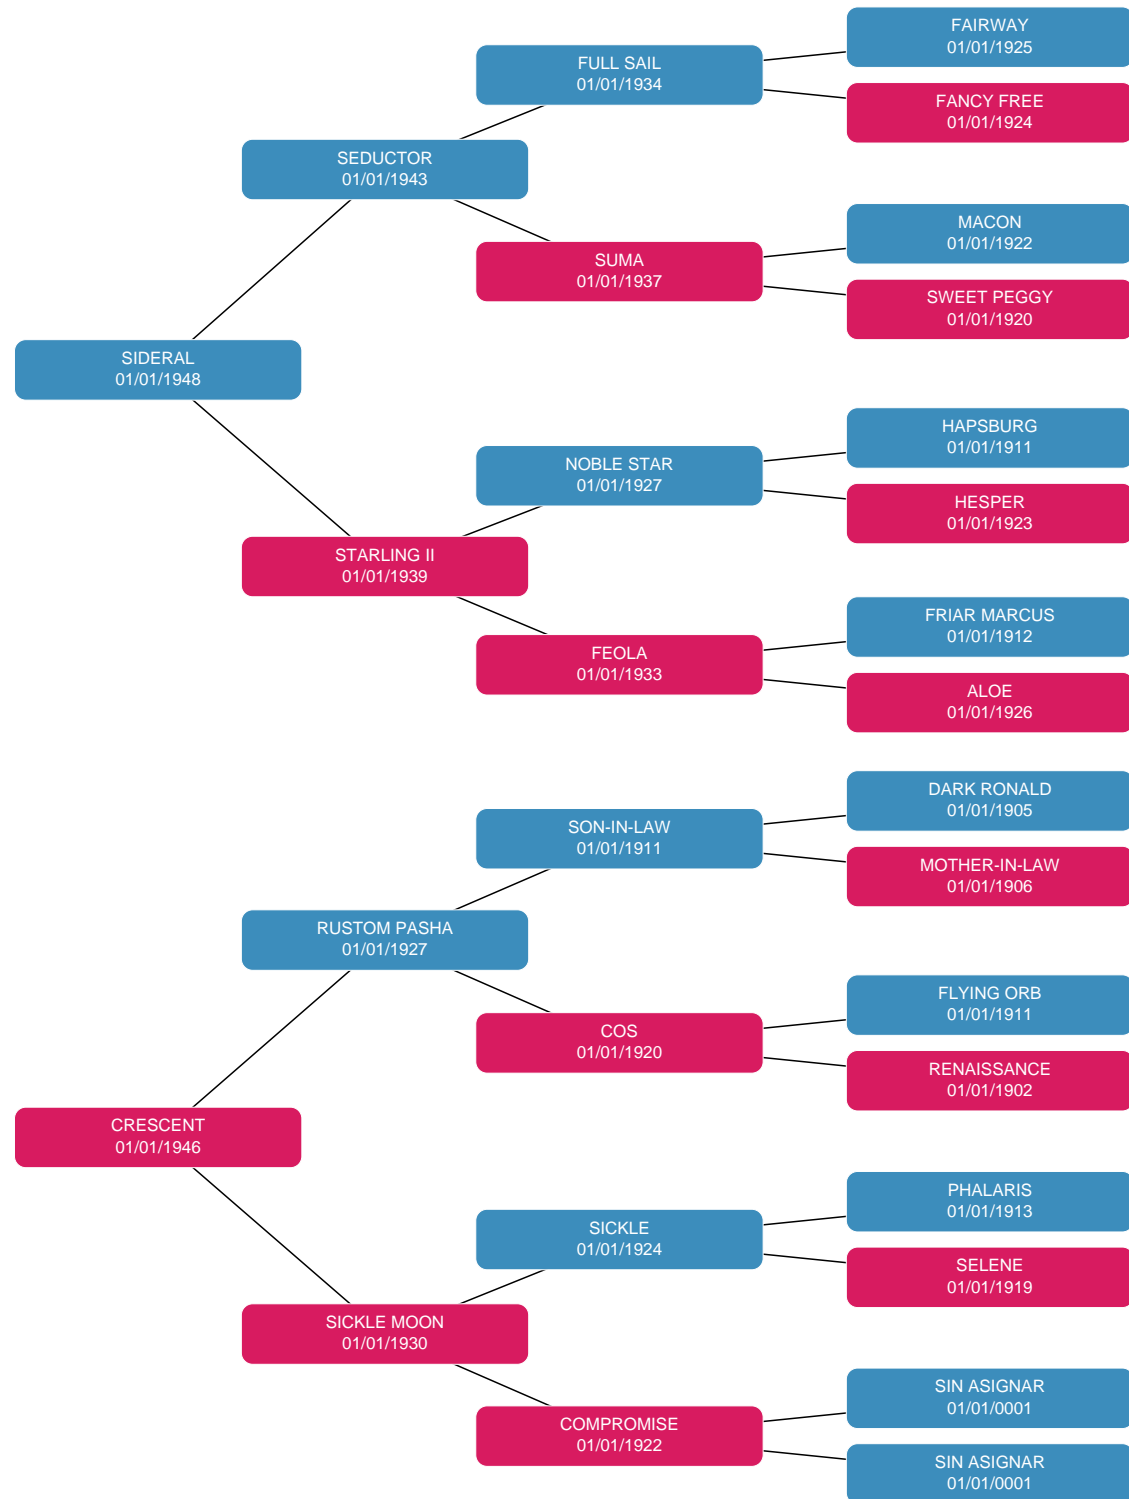 FAIRWAY
01/01/1925
FULL SAIL
01/01/1934
FANCY FREE
01/01/1924
SEDUCTOR
01/01/1943
MACON
01/01/1922
SUMA
01/01/1937
SWEET PEGGY
01/01/1920
SIDERAL
01/01/1948
HAPSBURG
01/01/1911
NOBLE STAR
01/01/1927
HESPER
01/01/1923
STARLING II
01/01/1939
FRIAR MARCUS
01/01/1912
FEOLA
01/01/1933
ALOE
01/01/1926
DARK RONALD
01/01/1905
SON-IN-LAW
01/01/1911
MOTHER-IN-LAW
01/01/1906
RUSTOM PASHA
01/01/1927
FLYING ORB
01/01/1911
COS
01/01/1920
RENAISSANCE
01/01/1902
CRESCENT
01/01/1946
PHALARIS
01/01/1913
SICKLE
01/01/1924
SELENE
01/01/1919
SICKLE MOON
01/01/1930
SIN ASIGNAR
01/01/0001
COMPROMISE
01/01/1922
SIN ASIGNAR
01/01/0001